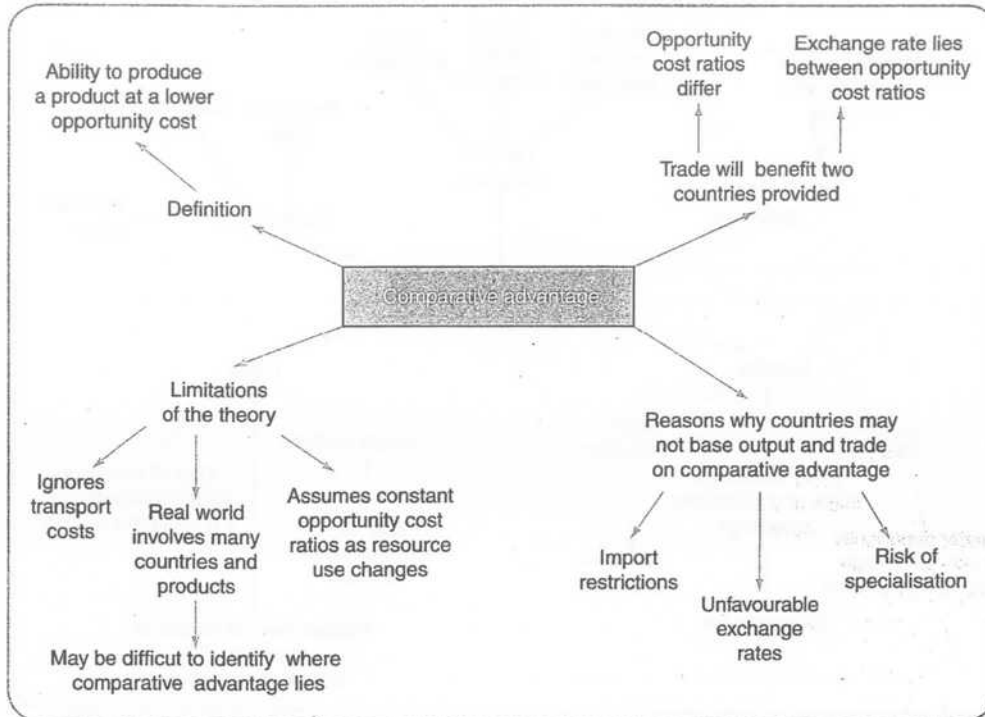 Ability to produce
a product at a lower
opportunity cost
Definition
Opportunity
cost ratios
differ
Exchange rate lies
between opportunity
cost ratios
Trade will benefit two
countries provided
Comparative advantage
Limitations
of the theory
Ignores
transport
costs
Real world
involves many
countries and
products
Assumes constant
opportunity cost
ratios as resource
use changes
May be difficut to identify where
comparative advantage lies
Reasons why countries may
not base output and trade
on comparative advantage
Import
restrictions
Unfavourable
exchange
rates
Risk of
specialisation